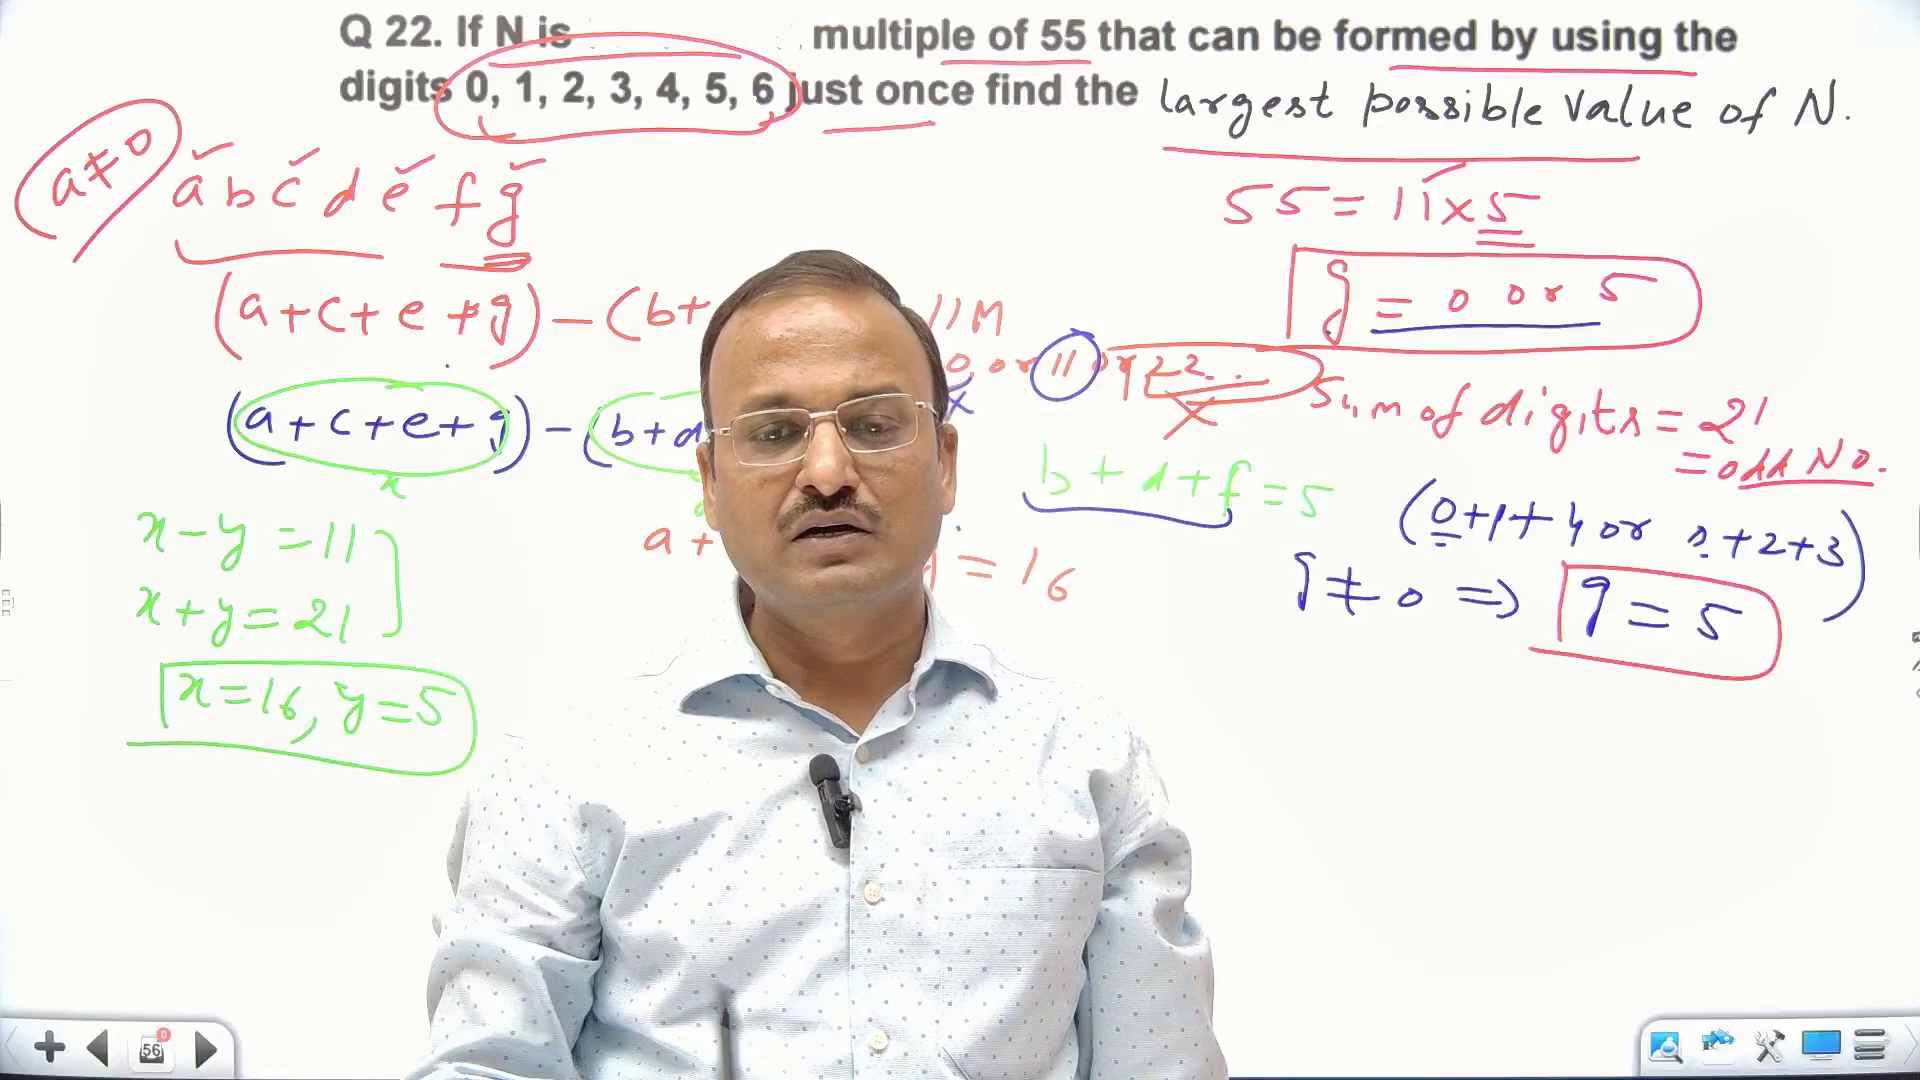 Q 22. If N is multiple of 55 that can be formed by using the
digits 0, 1, 2, 3, 4, 5, 6 just once find the largest possible value of N.
a≠0
a b c d e f g
55 = 11×5
g = 0 or 5
(a+c+e+g) – (b+ 11M
0 or 11 or 22..
x
(a+c+e+g) – (b+d
x
Sum of digits = 21
= odd No.
b+d+f = 5
(0+1+4 or 0+2+3)
x–y = 11
x+y = 21
a+ = 16
g≠0 ⇒ g = 5
x=16, y=5
56
0